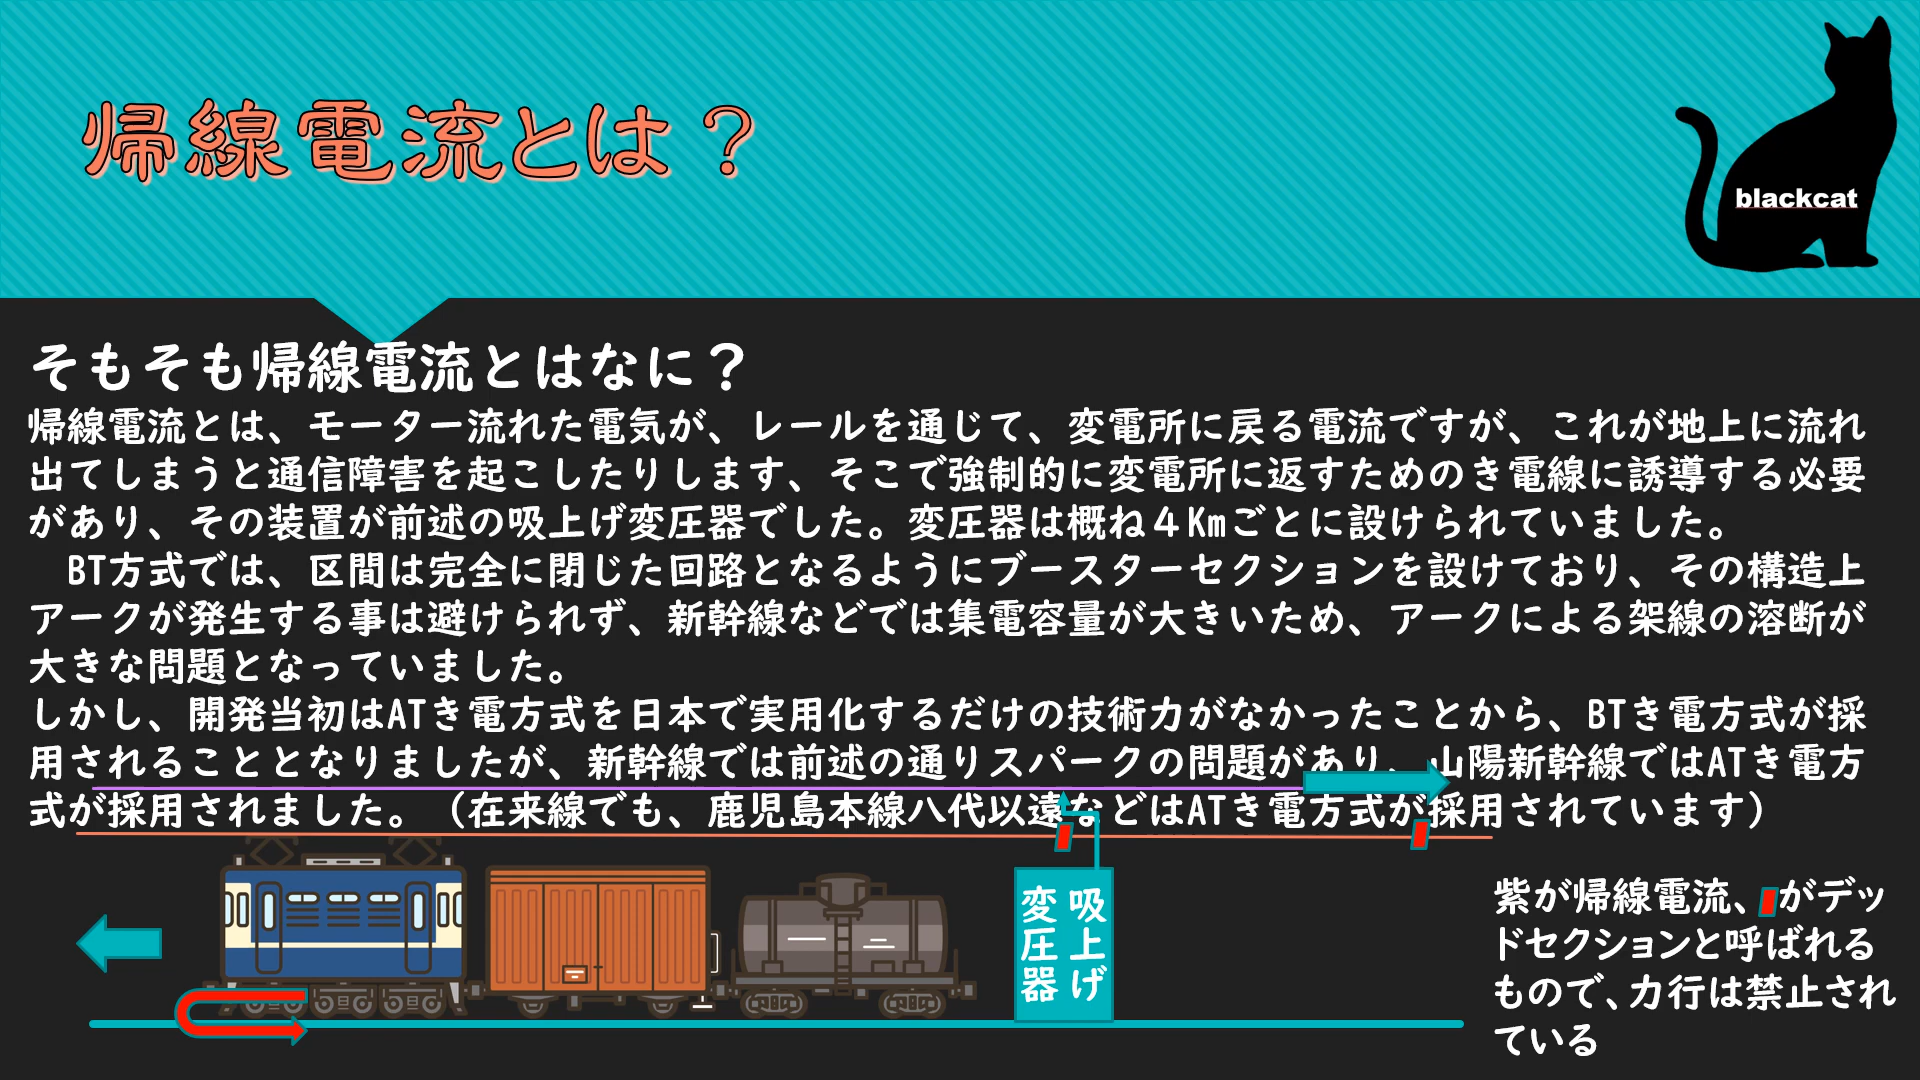 帰線電流とは？
blackcat
そもそも帰線電流とはなに？
帰線電流とは、モーター流れた電気が、レールを通じて、変電所に戻る電流ですが、これが地上に流れ
出てしまうと通信障害を起こしたりします、そこで強制的に変電所に返すためのき電線に誘導する必要
があり、その装置が前述の吸上げ変圧器でした。変圧器は概ね４Kmごとに設けられていました。
　BT方式では、区間は完全に閉じた回路となるようにブースターセクションを設けており、その構造上
アークが発生する事は避けられず、新幹線などでは集電容量が大きいため、アークによる架線の溶断が
大きな問題となっていました。
しかし、開発当初はATき電方式を日本で実用化するだけの技術力がなかったことから、BTき電方式が採
用されることとなりましたが、新幹線では前述の通りスパークの問題があり、山陽新幹線ではATき電方
式が採用されました。（在来線でも、鹿児島本線八代以遠などはATき電方式が採用されています）
吸上げ
変圧器
紫が帰線電流、がデッ
ドセクションと呼ばれる
もので、力行は禁止され
ている